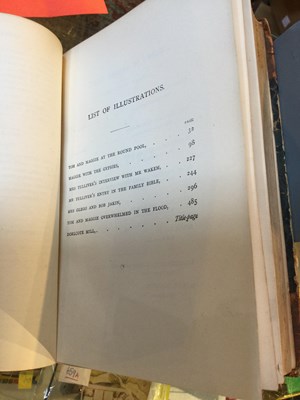 LIST OF ILLUSTRATIONS.
PAGE
TOM AND MAGGIE AT THE ROUND POOL, 32
MAGGIE WITH THE GYPSIES, 98
MRS TULLIVER'S INTERVIEW WITH MR WAKEM, 227
MR TULLIVER'S ENTRY IN THE FAMILY BIBLE, 244
MRS GLEGG AND BOB JAKIN, 296
TOM AND MAGGIE OVERWHELMED IN THE FLOOD, 485
DORLCOTE MILL, Title-page